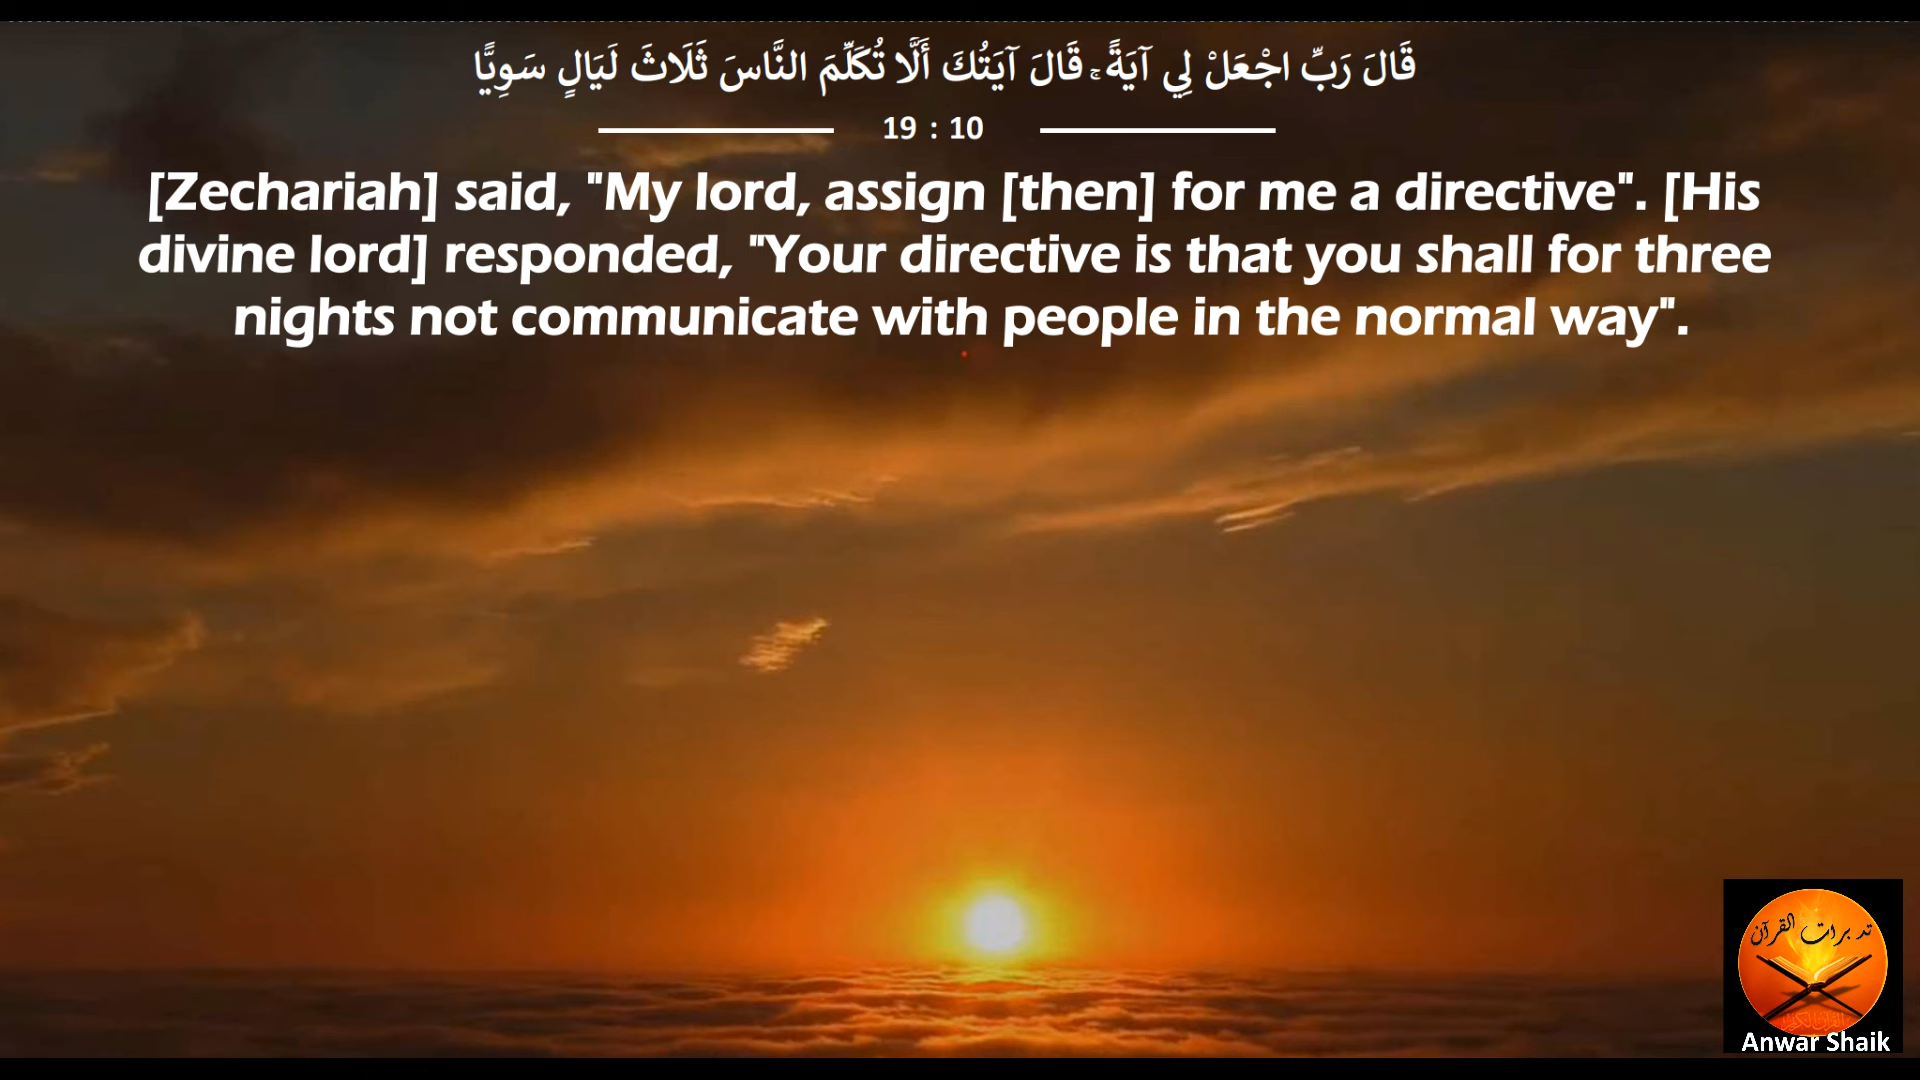 قَالَ رَبِّ اجْعَلْ لِي آيَةً ۚ قَالَ آيَتُكَ أَلَّا تُكَلِّمَ النَّاسَ ثَلَاثَ لَيَالٍ سَوِيًّا
19 : 10
[Zechariah] said, "My lord, assign [then] for me a directive". [His
divine lord] responded, "Your directive is that you shall for three
nights not communicate with people in the normal way".
تدبرات القرآن
Anwar Shaik